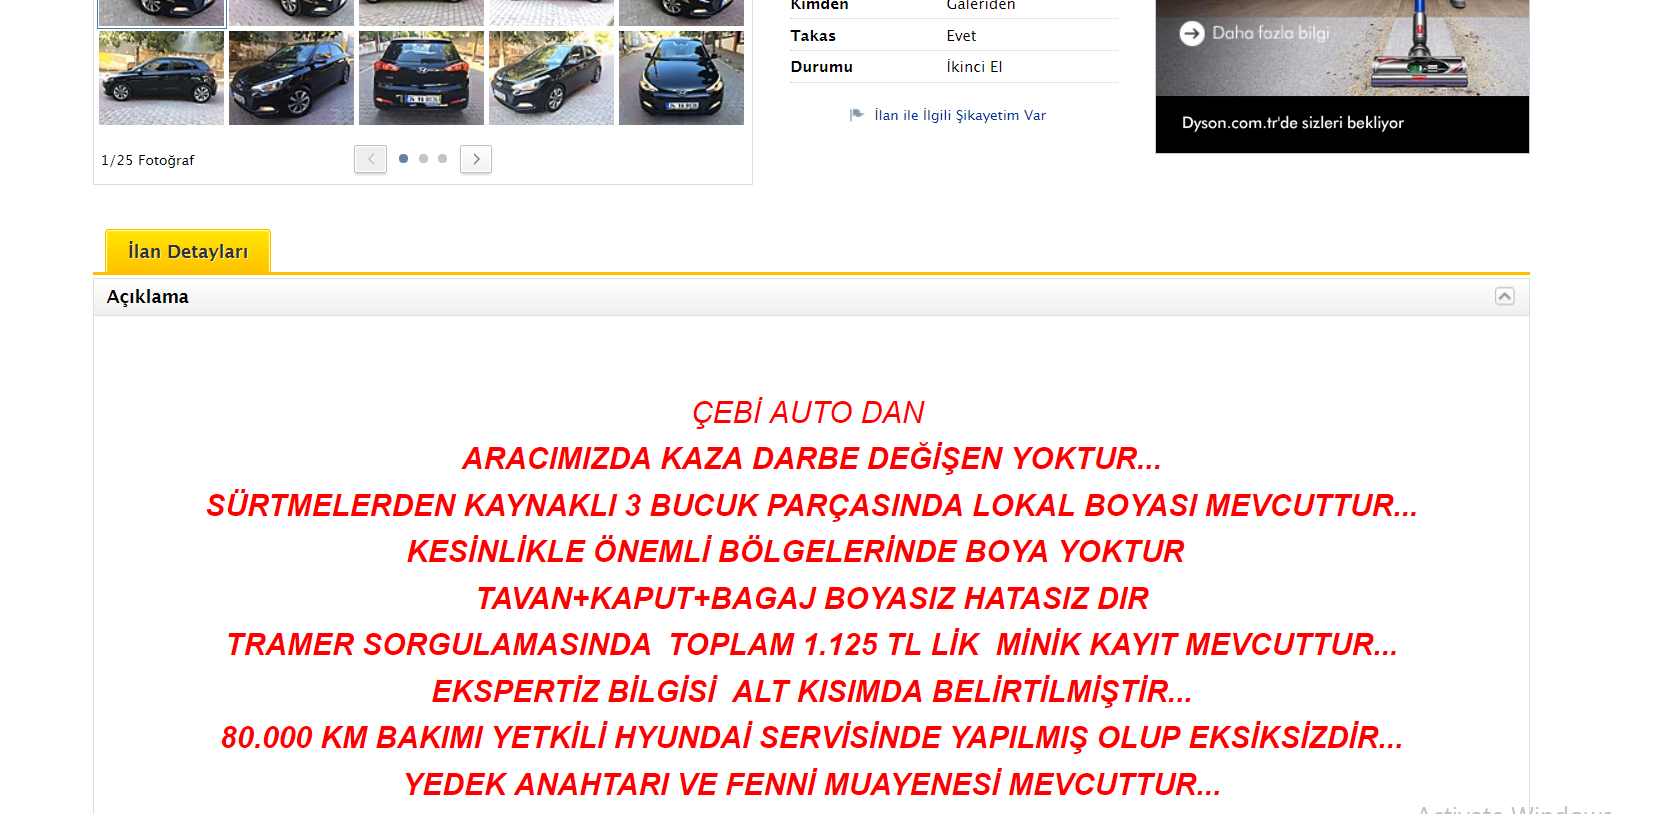 Kimden Galeriden
Takas Evet
Durumu İkinci El
İlan ile İlgili Şikayetim Var
Daha fazla bilgi
Dyson.com.tr'de sizleri bekliyor
1/25 Fotoğraf
İlan Detayları
Açıklama
ÇEBİ AUTO DAN
ARACIMIZDA KAZA DARBE DEĞİŞEN YOKTUR...
SÜRTMELERDEN KAYNAKLI 3 BUCUK PARÇASINDA LOKAL BOYASI MEVCUTTUR...
KESİNLİKLE ÖNEMLİ BÖLGELERİNDE BOYA YOKTUR
TAVAN+KAPUT+BAGAJ BOYASIZ HATASIZ DIR
TRAMER SORGULAMASINDA TOPLAM 1.125 TL LİK MİNİK KAYIT MEVCUTTUR...
EKSPERTİZ BİLGİSİ ALT KISIMDA BELİRTİLMİŞTİR...
80.000 KM BAKIMI YETKİLİ HYUNDAİ SERVİSİNDE YAPILMIŞ OLUP EKSİKSİZDİR...
YEDEK ANAHTARI VE FENNİ MUAYENESİ MEVCUTTUR...
Activate Windows